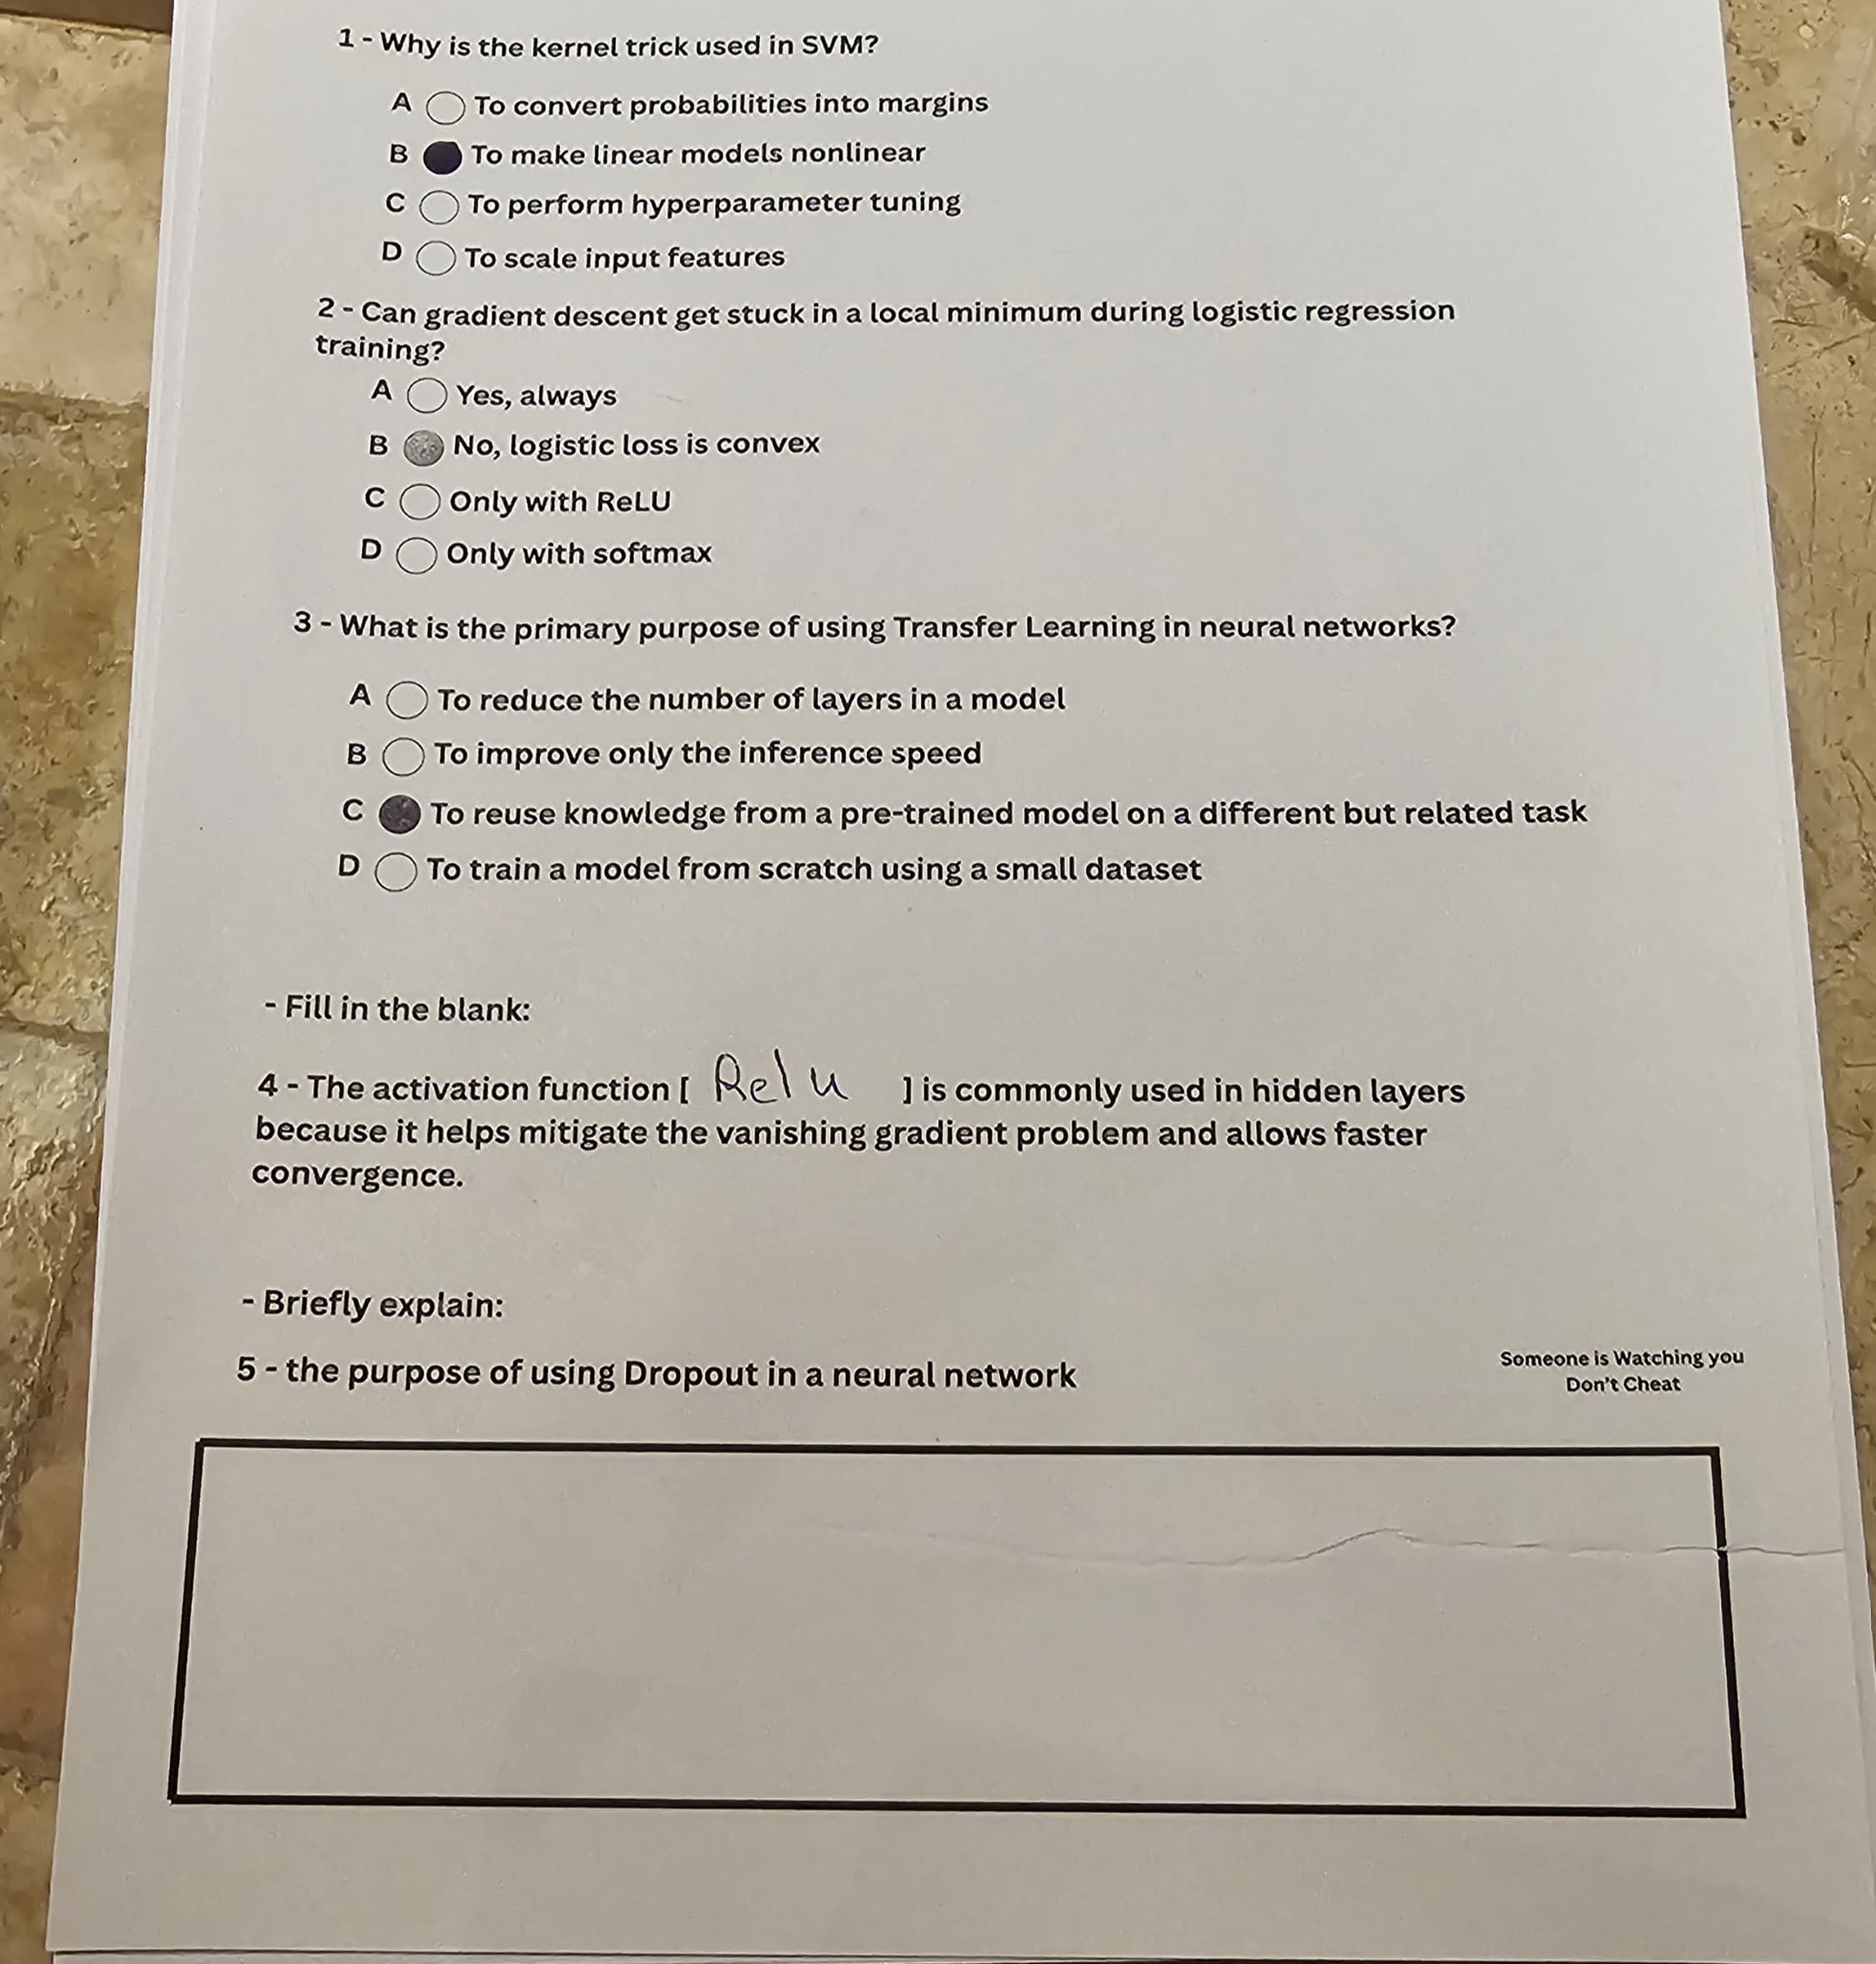 1 - Why is the kernel trick used in SVM?
A To convert probabilities into margins
B To make linear models nonlinear
C To perform hyperparameter tuning
D To scale input features
2 - Can gradient descent get stuck in a local minimum during logistic regression
training?
A Yes, always
B No, logistic loss is convex
C Only with ReLU
D Only with softmax
3 - What is the primary purpose of using Transfer Learning in neural networks?
A To reduce the number of layers in a model
B To improve only the inference speed
C To reuse knowledge from a pre-trained model on a different but related task
D To train a model from scratch using a small dataset
- Fill in the blank:
4 - The activation function [ Relu ] is commonly used in hidden layers
because it helps mitigate the vanishing gradient problem and allows faster
convergence.
- Briefly explain:
5 - the purpose of using Dropout in a neural network
Someone is Watching you
Don't Cheat